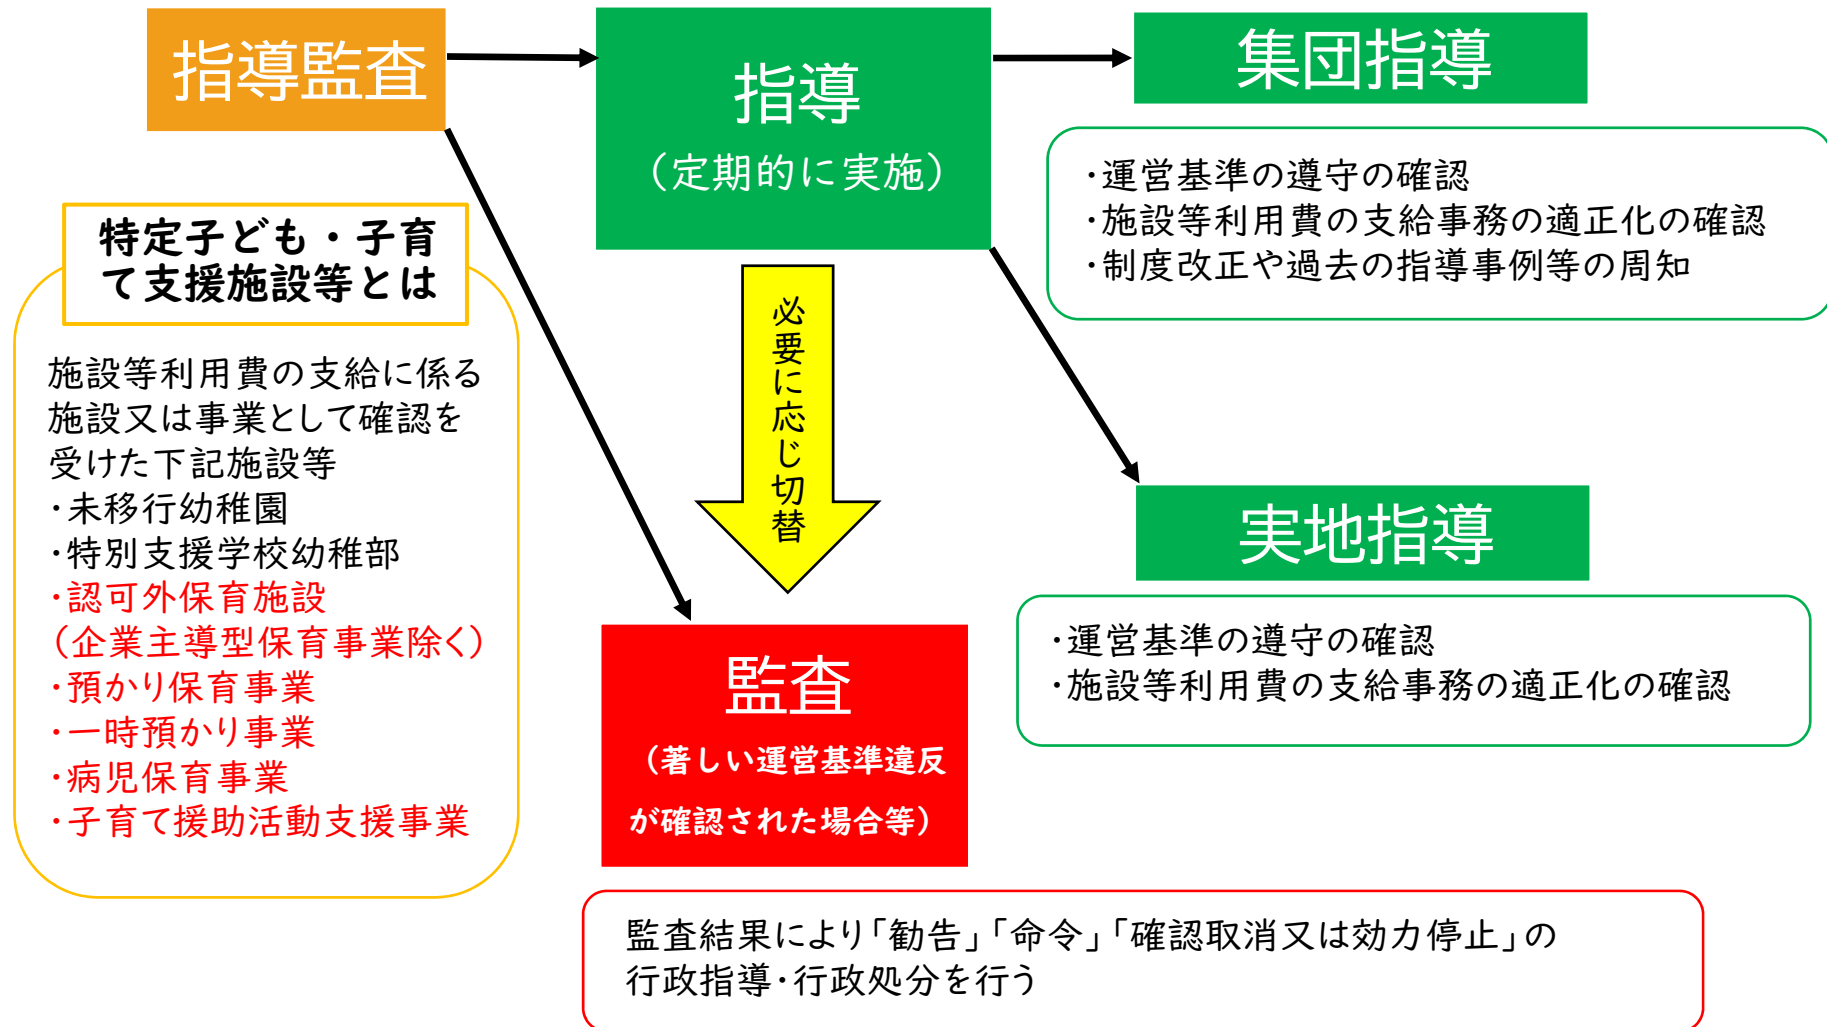 指導監査
指導
（定期的に実施）
集団指導
・運営基準の遵守の確認
・施設等利用費の支給事務の適正化の確認
・制度改正や過去の指導事例等の周知
特定子ども・子育
て支援施設等とは
施設等利用費の支給に係る
施設又は事業として確認を
受けた下記施設等
・未移行幼稚園
・特別支援学校幼稚部
・認可外保育施設
（企業主導型保育事業除く）
・預かり保育事業
・一時預かり事業
・病児保育事業
・子育て援助活動支援事業
必要に応じ切替
実地指導
・運営基準の遵守の確認
・施設等利用費の支給事務の適正化の確認
監査
（著しい運営基準違反
が確認された場合等）
監査結果により「勧告」「命令」「確認取消又は効力停止」の
行政指導・行政処分を行う